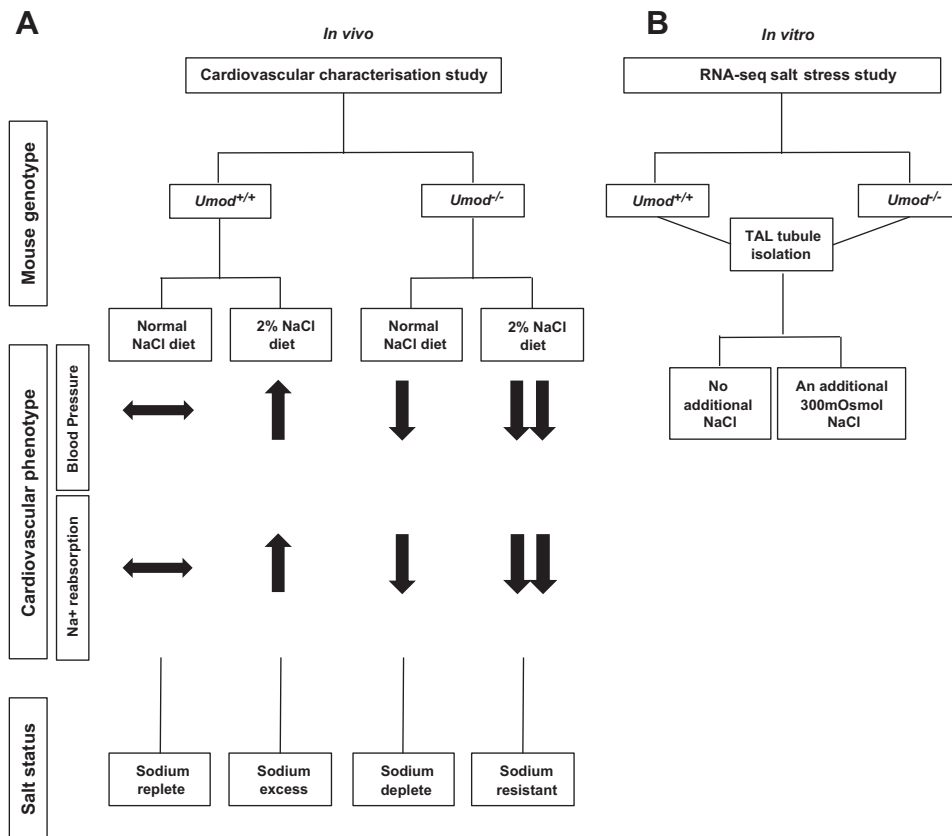 A
In vivo
Cardiovascular characterisation study
Mouse genotype
Umod+/+
Umod-/-
Normal
NaCl diet
2% NaCl
diet
Normal
NaCl diet
2% NaCl
diet
Cardiovascular phenotype
Blood Pressure
Na+ reabsorption
Salt status
Sodium
replete
Sodium
excess
Sodium
deplete
Sodium
resistant
B
In vitro
RNA-seq salt stress study
Umod+/+
Umod-/-
TAL tubule
isolation
No
additional
NaCl
An additional
300mOsmol
NaCl